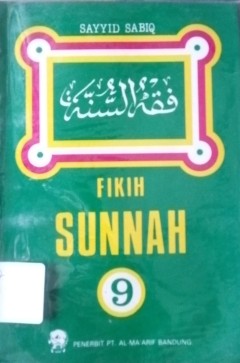 SAYYID SABIQ
فقه السنة
FIKIH
SUNNAH
9
PENERBIT PT. AL-MA'ARIF BANDUNG